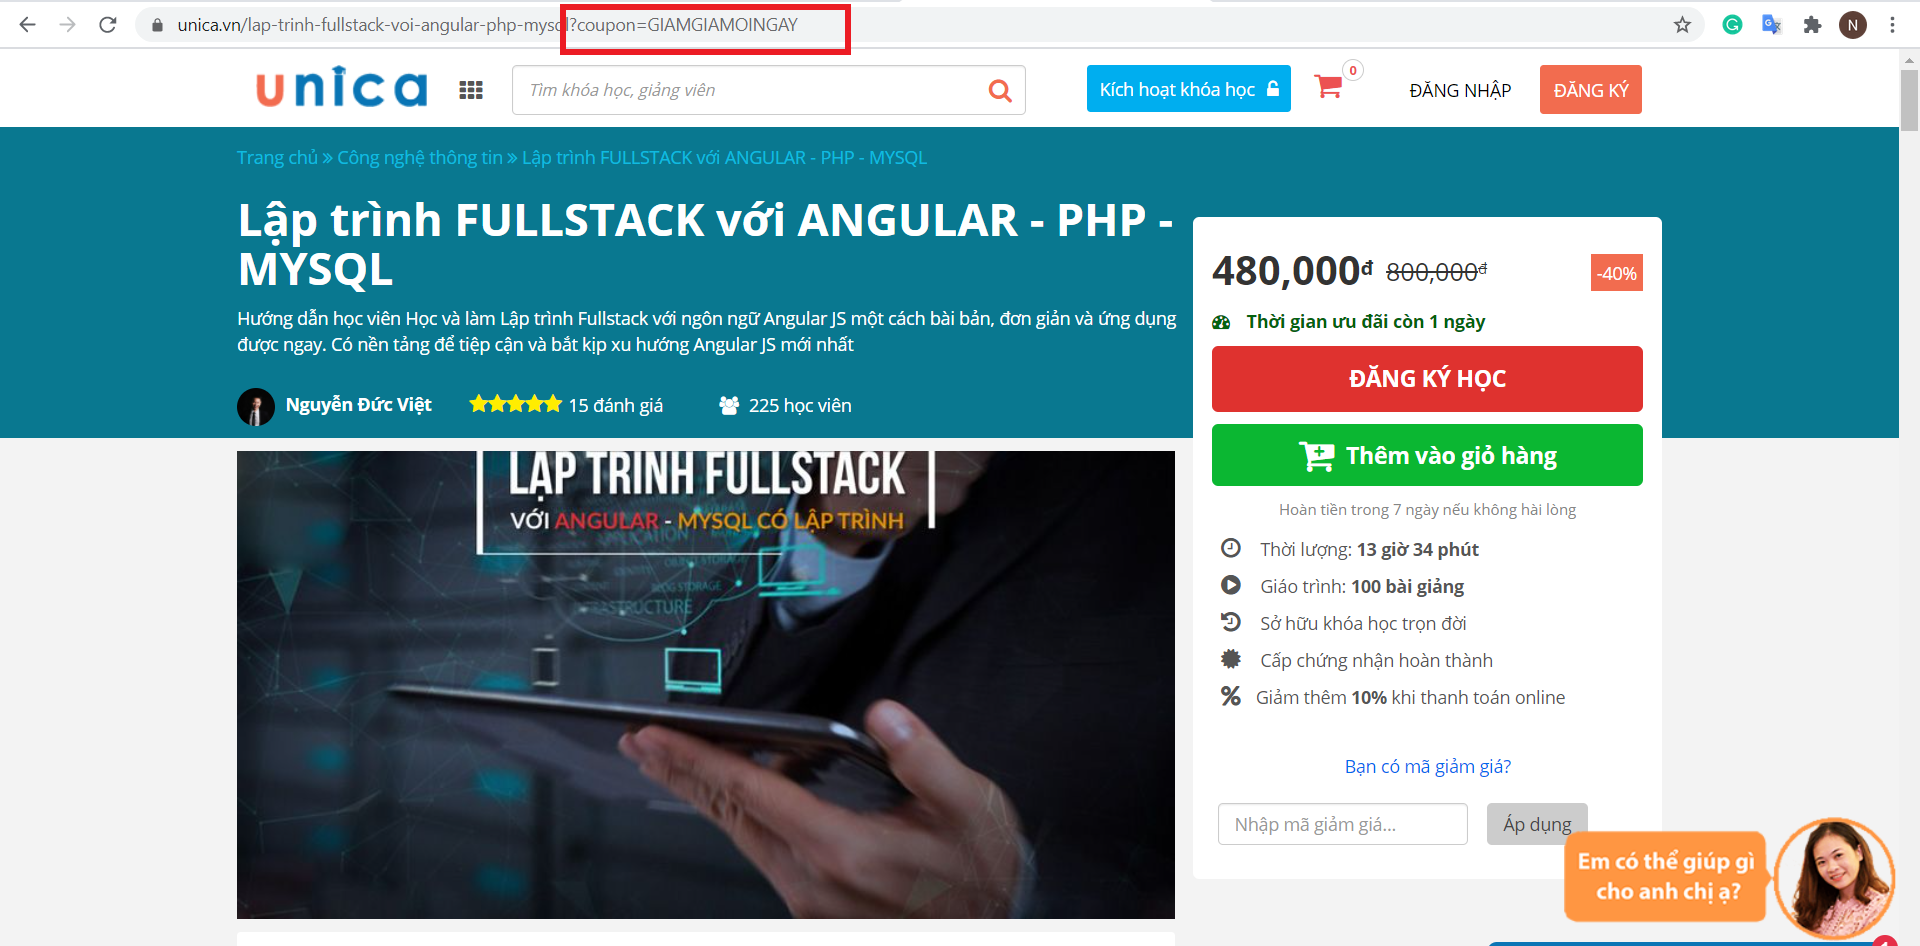 unica.vn/lap-trinh-fullstack-voi-angular-php-mysql?coupon=GIAMGIAMOINGAY
N
unica
Tìm khóa học, giảng viên
Kích hoạt khóa học
0
ĐĂNG NHẬP
ĐĂNG KÝ
Trang chủ » Công nghệ thông tin » Lập trình FULLSTACK với ANGULAR - PHP - MYSQL
Lập trình FULLSTACK với ANGULAR - PHP -
MYSQL
Hướng dẫn học viên Học và làm Lập trình Fullstack với ngôn ngữ Angular JS một cách bài bản, đơn giản và ứng dụng
được ngay. Có nền tảng để tiếp cận và bắt kịp xu hướng Angular JS mới nhất
Nguyễn Đức Việt
15 đánh giá
225 học viên
LẬP TRÌNH FULLSTACK
VỚI ANGULAR - MYSQL CÓ LẬP TRÌNH
APPLICATION
IDENTITY
BLOG STORAGE
INFRASTRUCTURE
480,000đ 800,000đ
-40%
Thời gian ưu đãi còn 1 ngày
ĐĂNG KÝ HỌC
Thêm vào giỏ hàng
Hoàn tiền trong 7 ngày nếu không hài lòng
Thời lượng: 13 giờ 34 phút
Giáo trình: 100 bài giảng
Sở hữu khóa học trọn đời
Cấp chứng nhận hoàn thành
Giảm thêm 10% khi thanh toán online
Bạn có mã giảm giá?
Nhập mã giảm giá...
Áp dụng
Em có thể giúp gì
cho anh chị ạ?